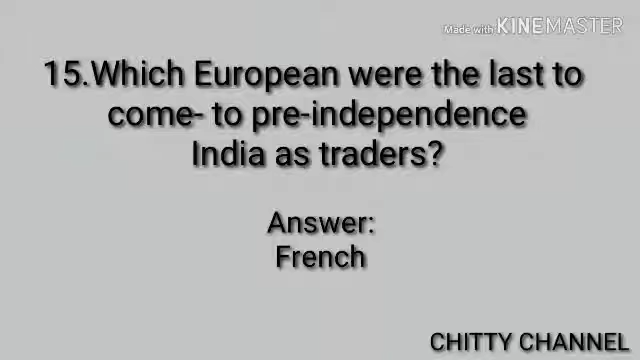 Made with KINEMASTER
15.Which European were the last to
come- to pre-independence
India as traders?
Answer:
French
CHITTY CHANNEL